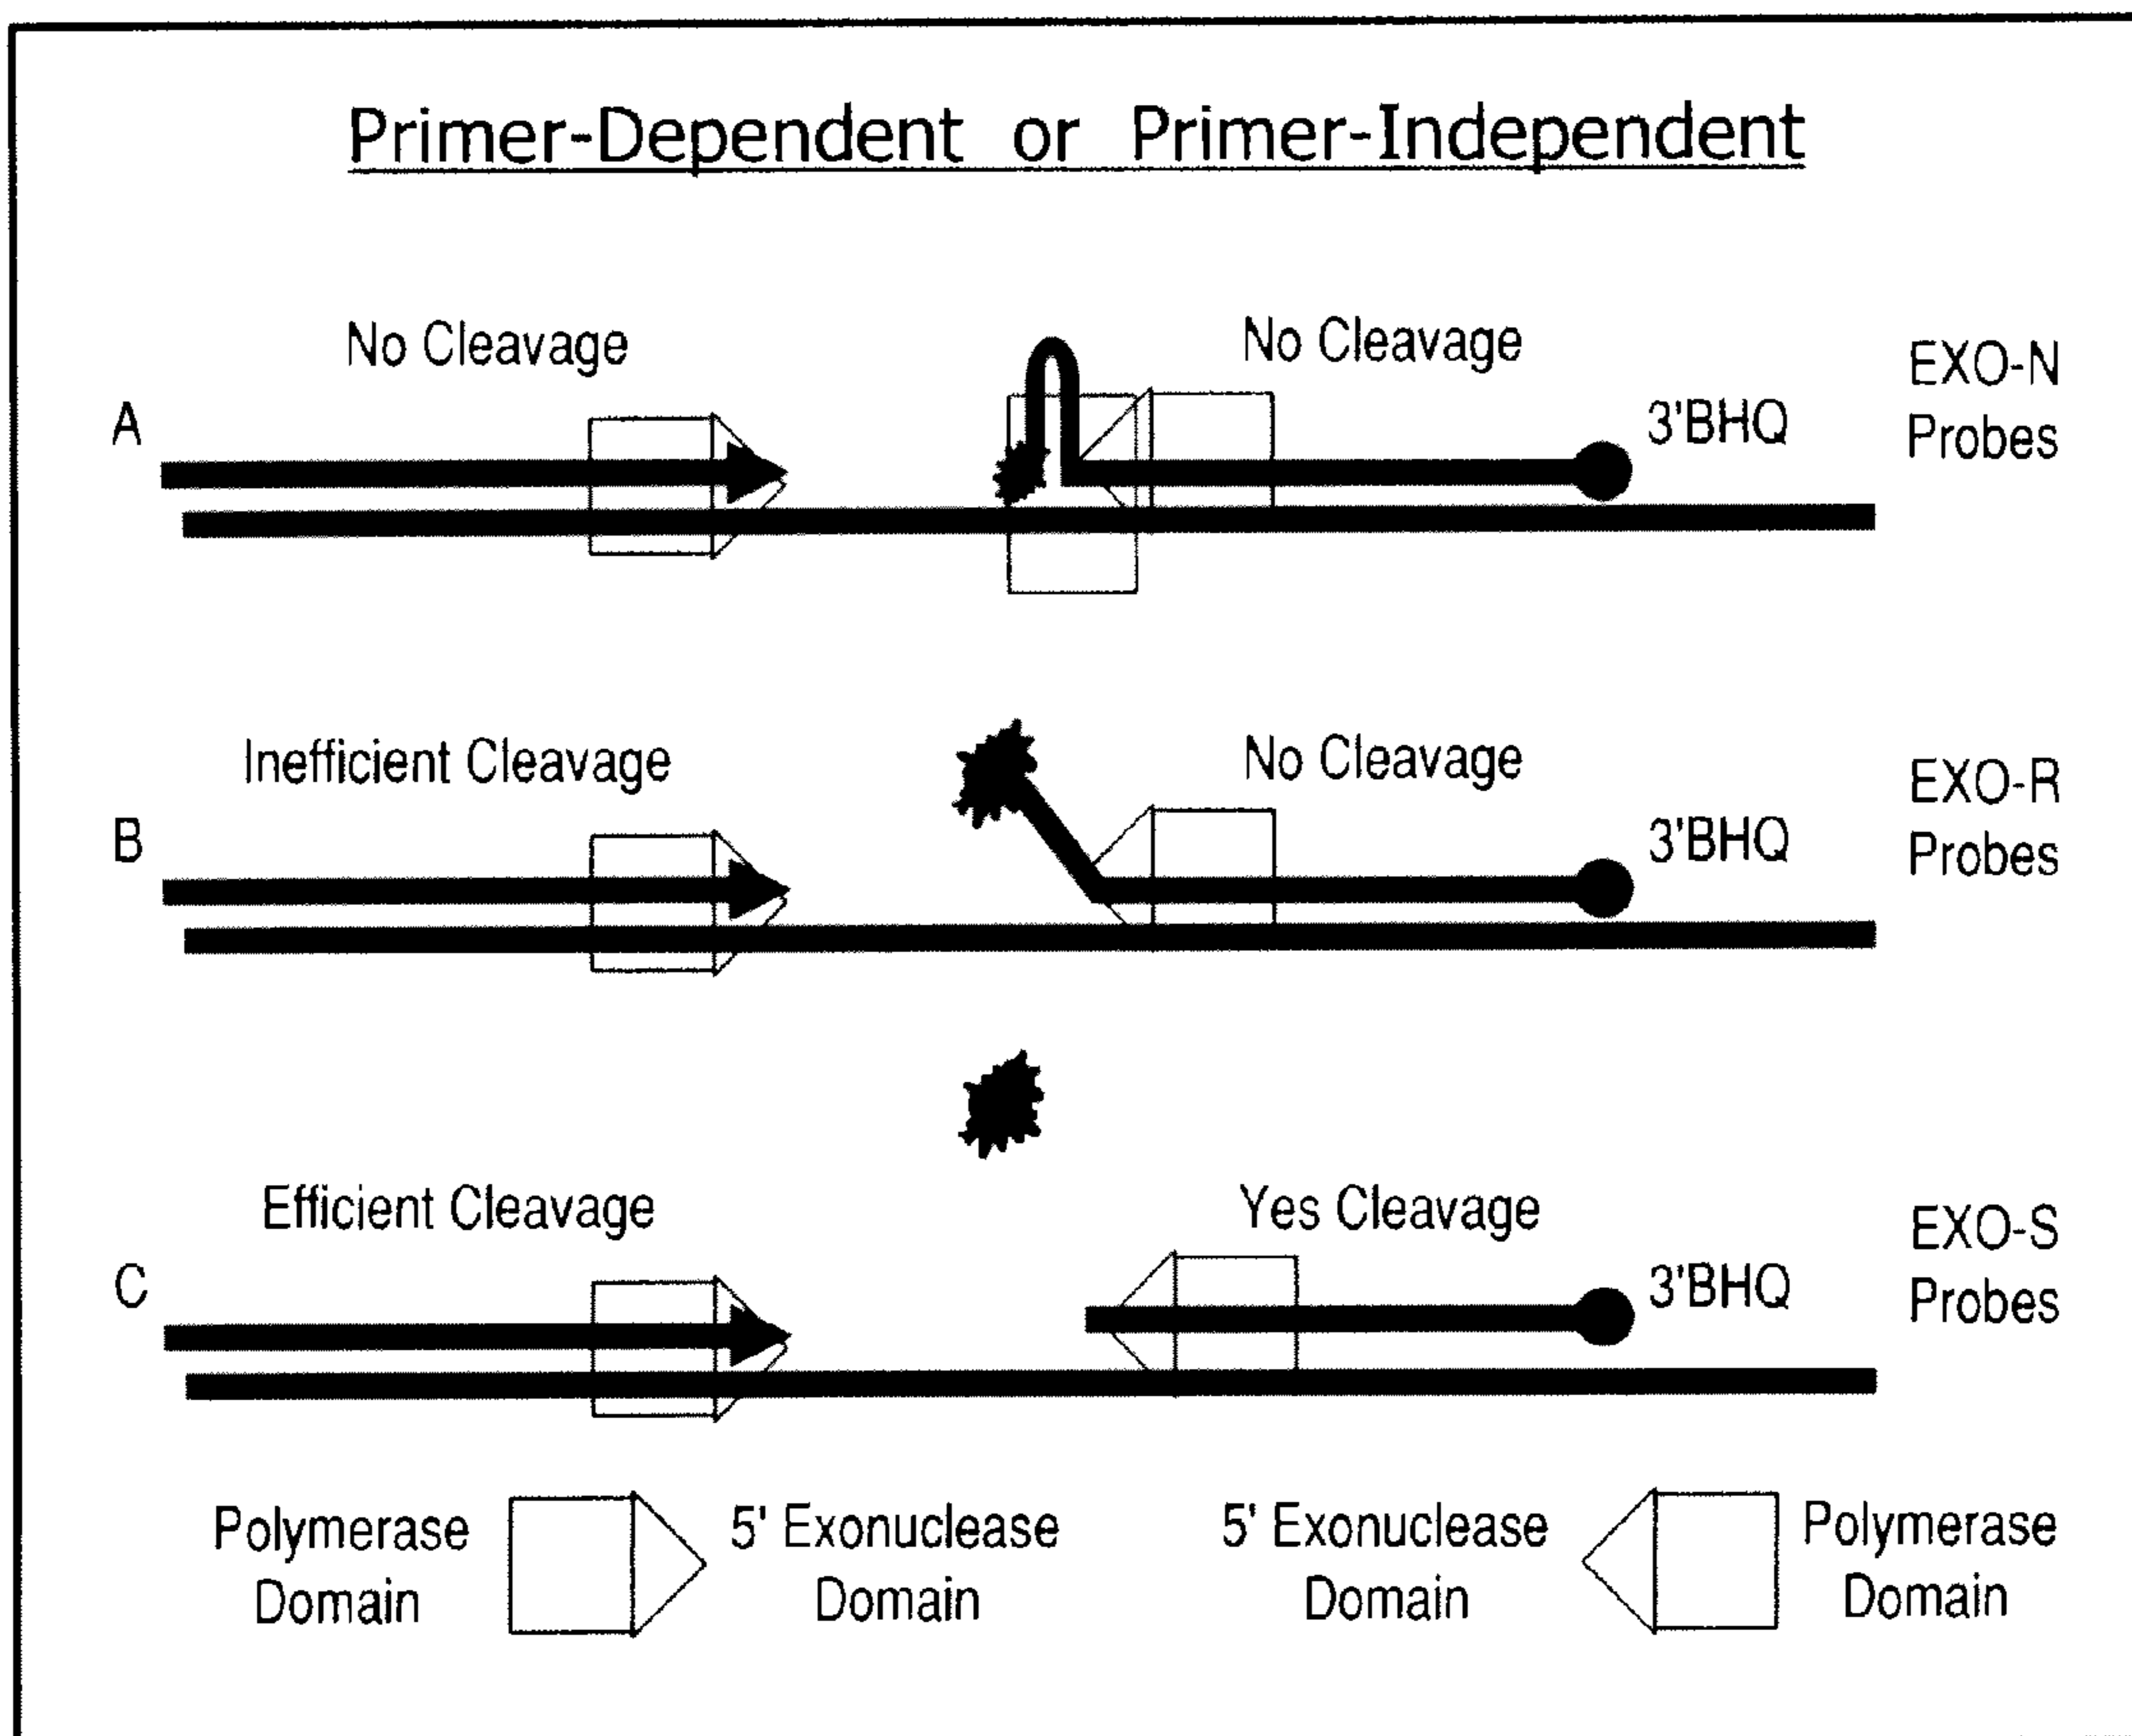 Primer-Dependent or Primer-Independent
No Cleavage
No Cleavage
EXO-N
Probes
A
3'BHQ
Inefficient Cleavage
No Cleavage
EXO-R
Probes
B
3'BHQ
Efficient Cleavage
Yes Cleavage
EXO-S
Probes
C
3'BHQ
Polymerase
Domain
5' Exonuclease
Domain
5' Exonuclease
Domain
Polymerase
Domain